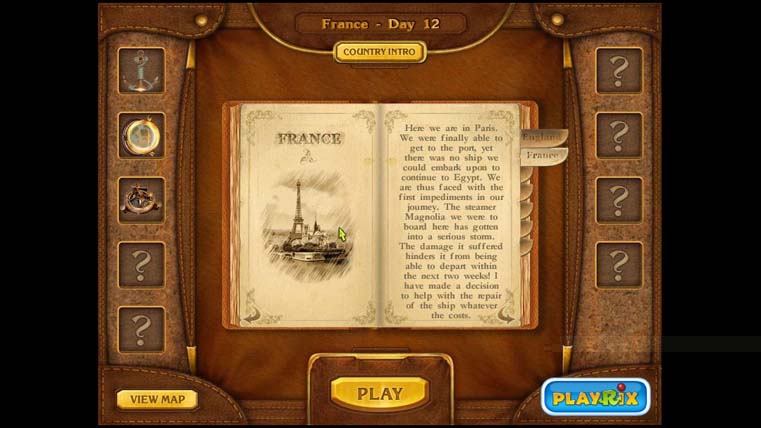 France - Day 12
COUNTRY INTRO
FRANCE
Here we are in Paris.
We were finally able to
get to the port, yet
there was no ship we
could embark upon to
continue to Egypt. We
are thus faced with the
first impediments in our
journey. The steamer
Magnolia we were to
board here has gotten
into a serious storm.
The damage it suffered
hinders it from being
able to depart within
the next two weeks! I
have made a decision
to help with the repair
of the ship whatever
the costs.
England
France
?
?
?
?
?
?
VIEW MAP
PLAY
PLAYRIX